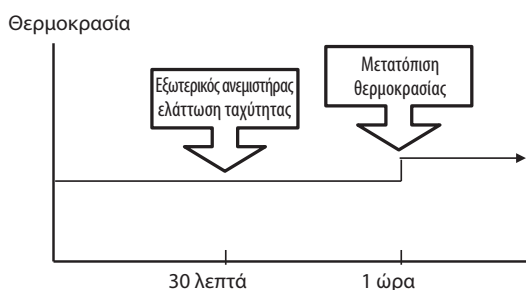 Θερμοκρασία
Εξωτερικός ανεμιστήρας
ελάττωση ταχύτητας
Μετατόπιση
θερμοκρασίας
30 λεπτά
1 ώρα